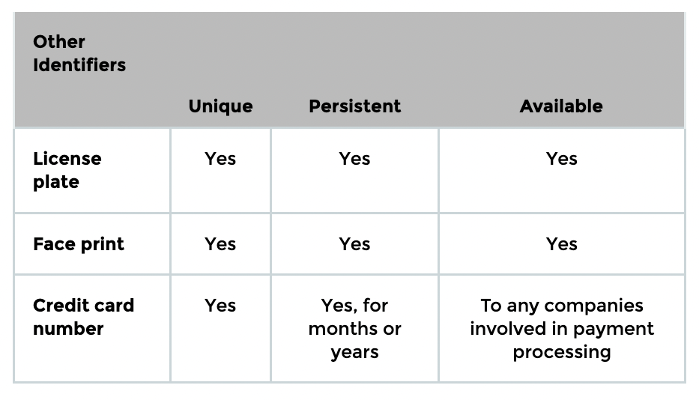 Other
Identifiers
Unique Persistent Available
License
plate
Yes Yes Yes
Face print Yes Yes Yes
Credit card
number
Yes
Yes, for
months or
years
To any companies
involved in payment
processing